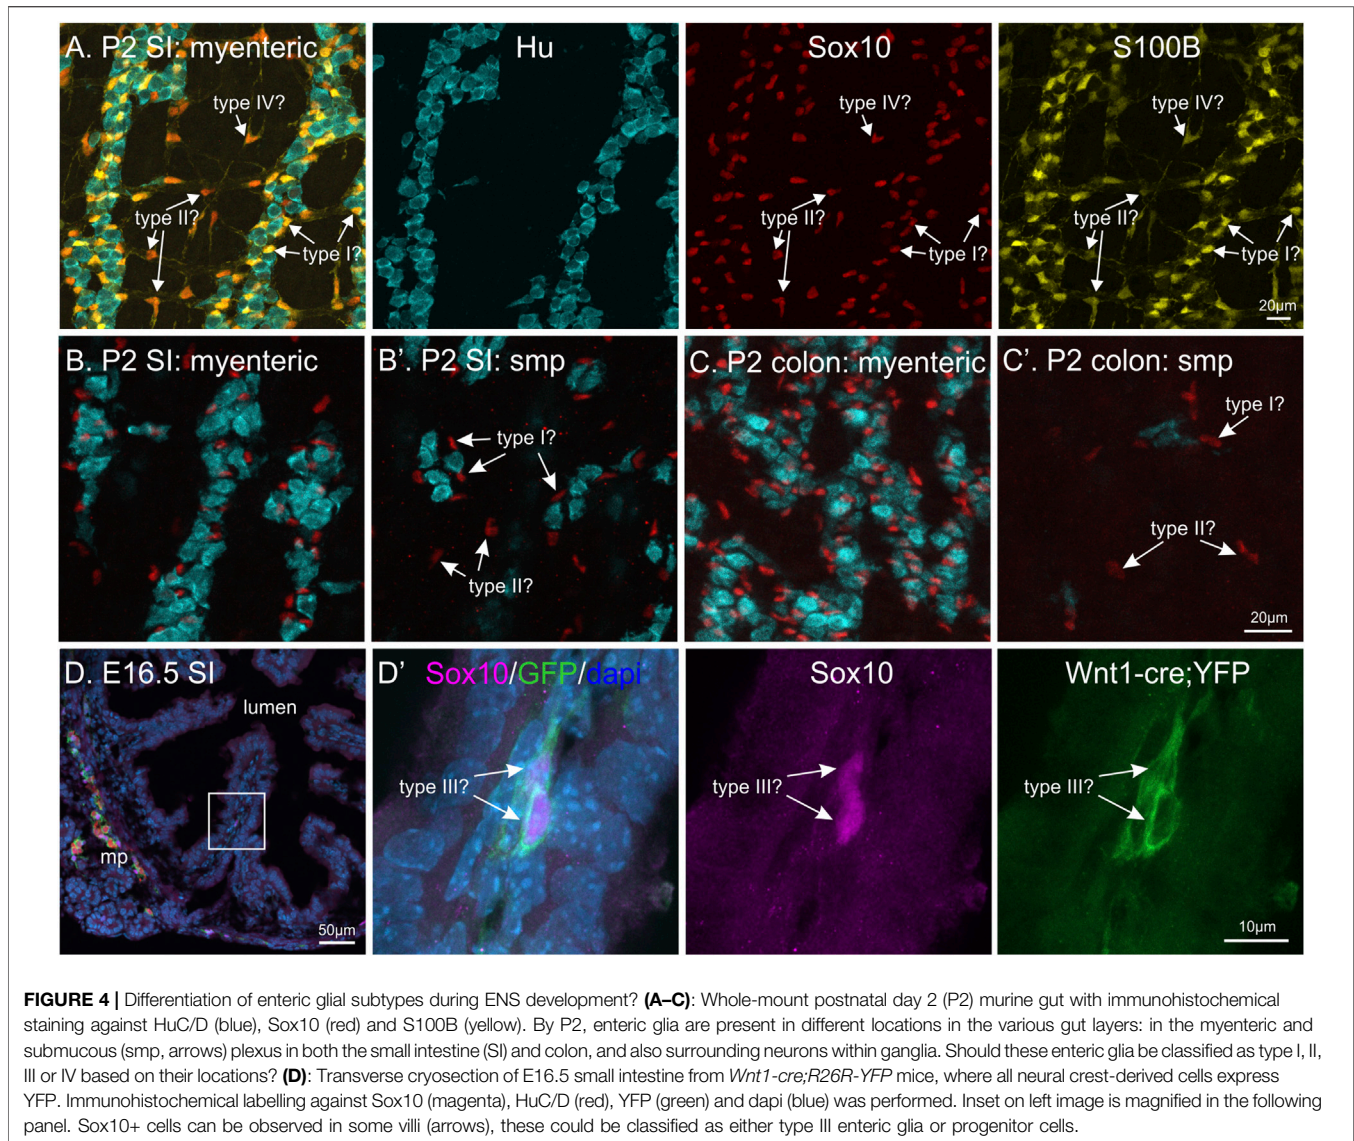 A. P2 SI: myenteric
Hu
Sox10
S100B
type IV?
type IV?
type IV?
type II?
type II?
type II?
type I?
type I?
type I?
20µm
B. P2 SI: myenteric
B’. P2 SI: smp
C. P2 colon: myenteric
C’. P2 colon: smp
type I?
type I?
type II?
type II?
20µm
D. E16.5 SI
D’ Sox10/GFP/dapi
Sox10
Wnt1-cre;YFP
lumen
type III?
type III?
type III?
mp
50µm
10µm
FIGURE 4 | Differentiation of enteric glial subtypes during ENS development? (A–C): Whole-mount postnatal day 2 (P2) murine gut with immunohistochemical
staining against HuC/D (blue), Sox10 (red) and S100B (yellow). By P2, enteric glia are present in different locations in the various gut layers: in the myenteric and
submucous (smp, arrows) plexus in both the small intestine (SI) and colon, and also surrounding neurons within ganglia. Should these enteric glia be classified as type I, II,
III or IV based on their locations? (D): Transverse cryosection of E16.5 small intestine from Wnt1-cre;R26R-YFP mice, where all neural crest-derived cells express
YFP. Immunohistochemical labelling against Sox10 (magenta), HuC/D (red), YFP (green) and dapi (blue) was performed. Inset on left image is magnified in the following
panel. Sox10+ cells can be observed in some villi (arrows), these could be classified as either type III enteric glia or progenitor cells.